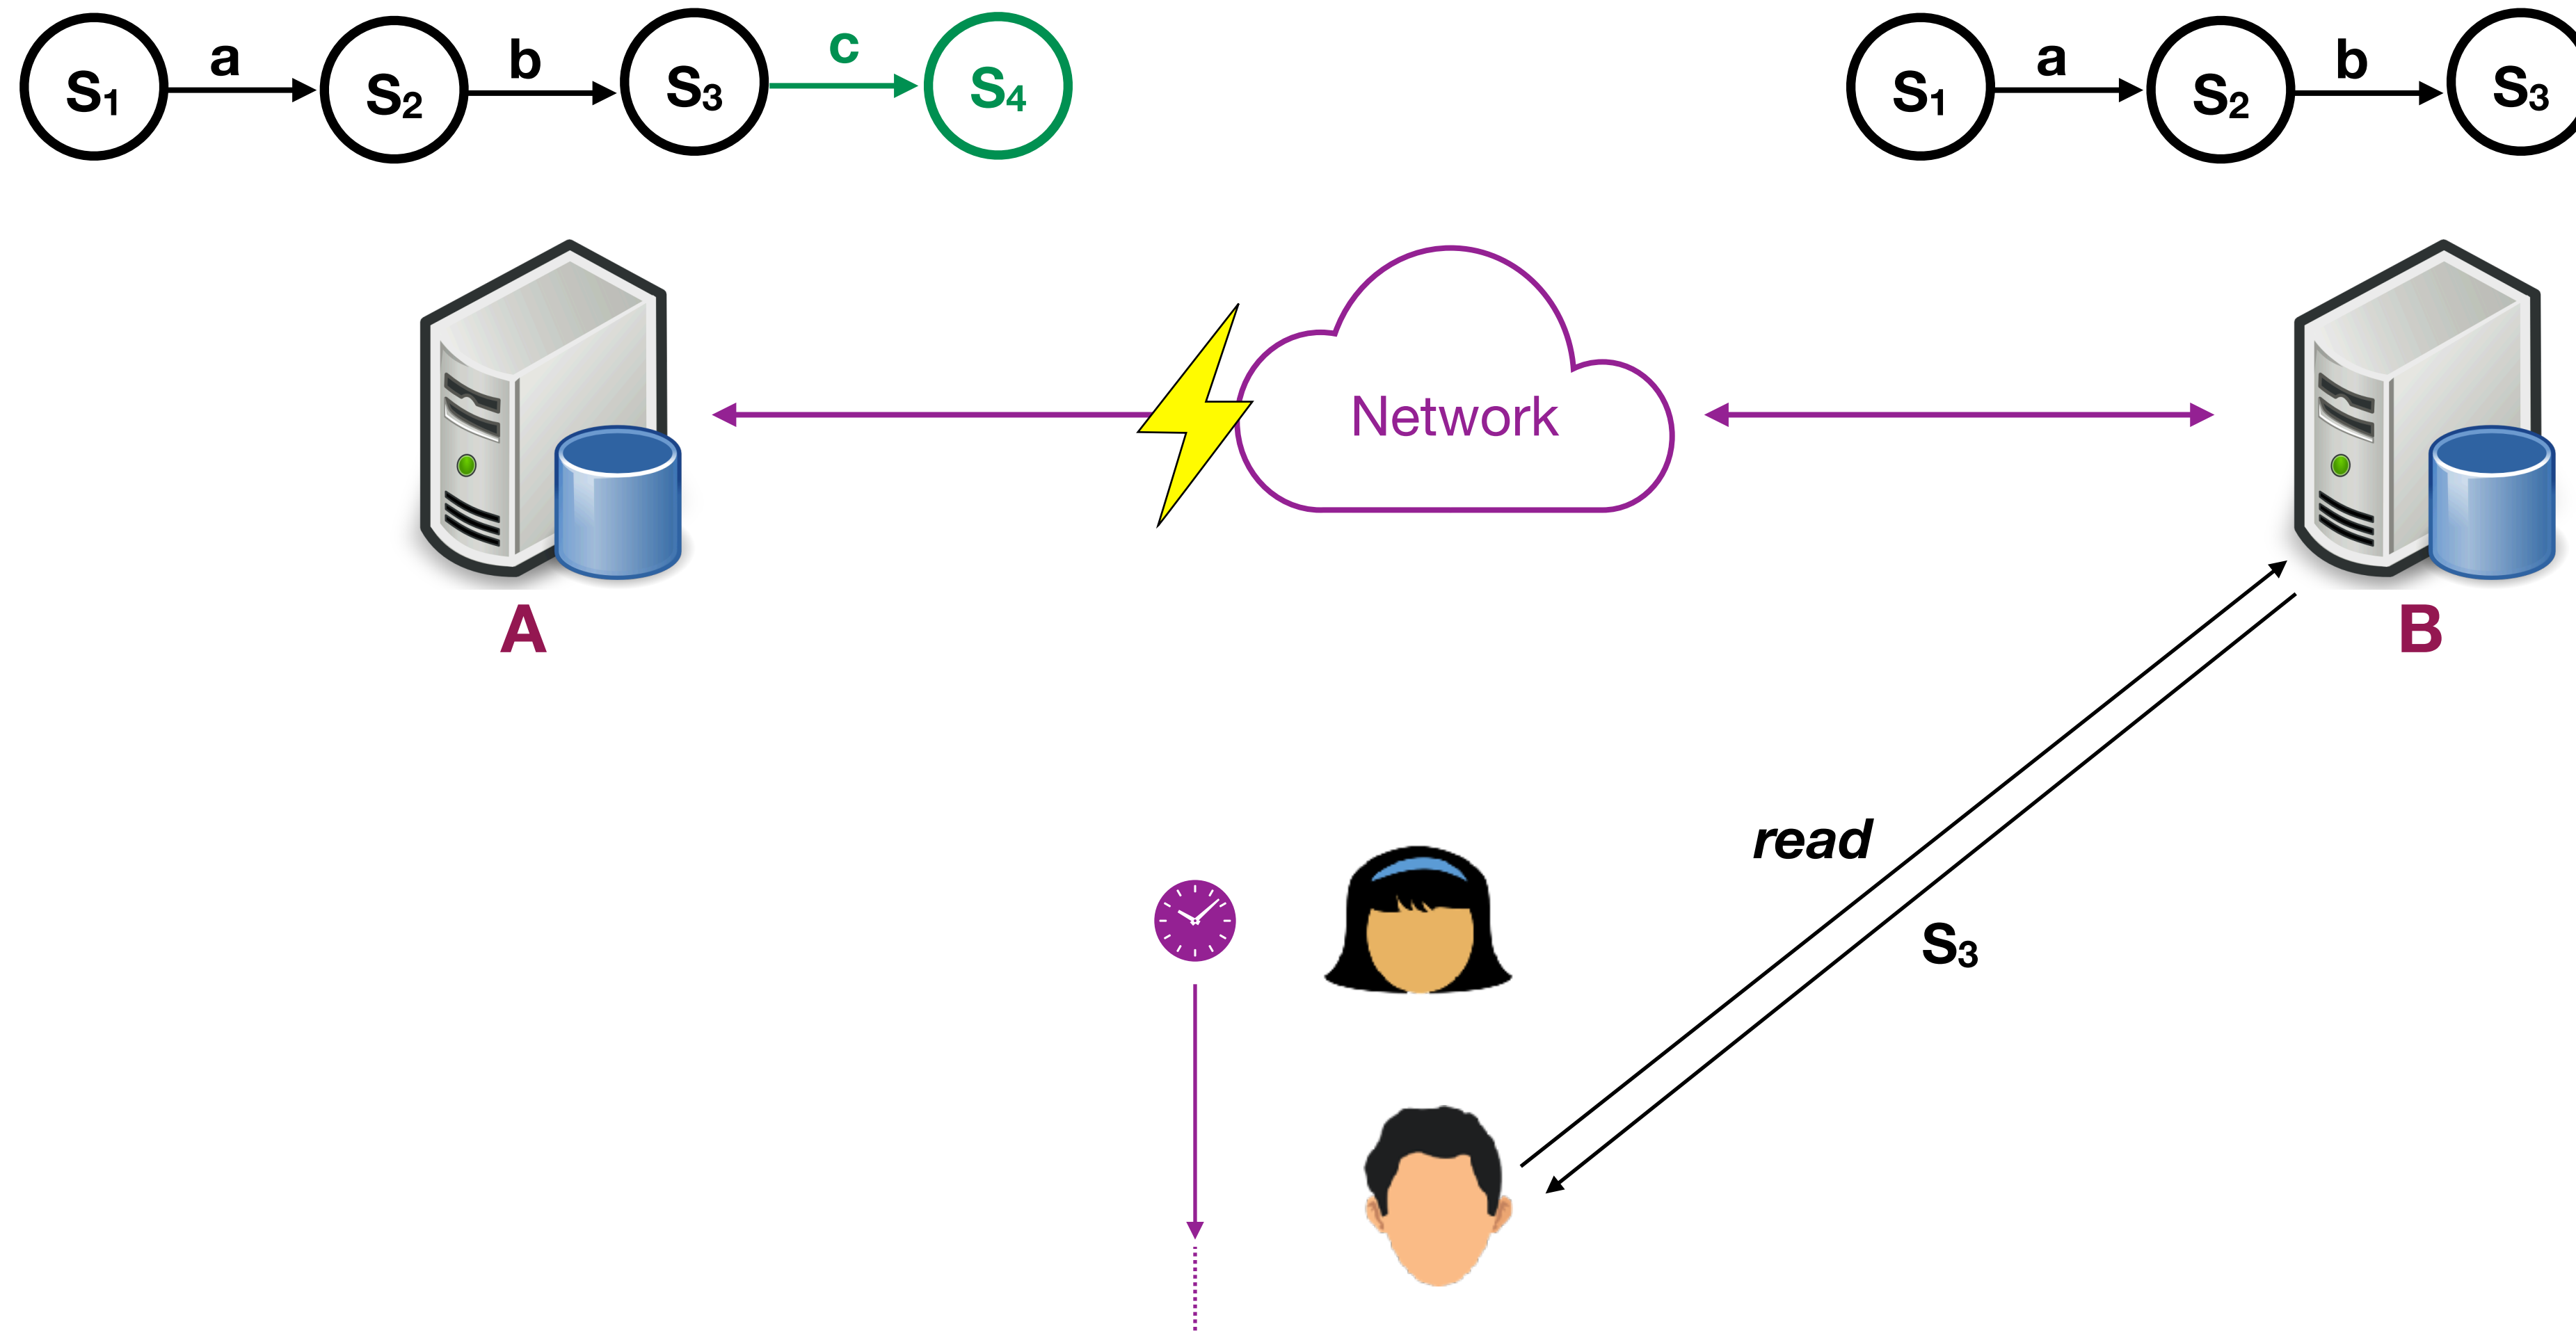 S₁ a S₂ b S₃ c S₄
S₁ a S₂ b S₃
Network
A
B
read
S₃